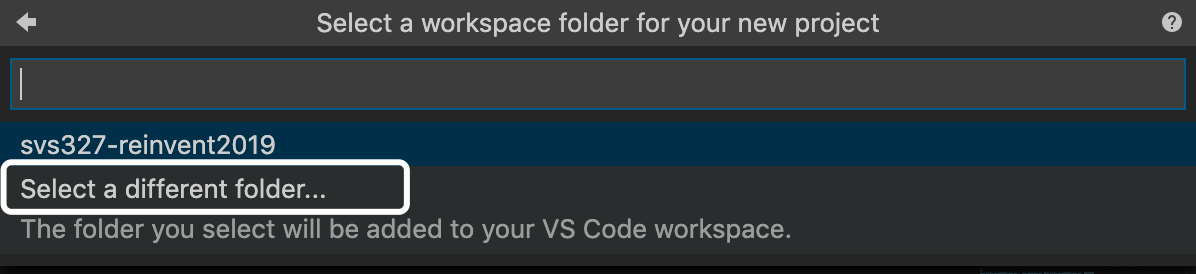 Select a workspace folder for your new project
svs327-reinvent2019
Select a different folder...
The folder you select will be added to your VS Code workspace.